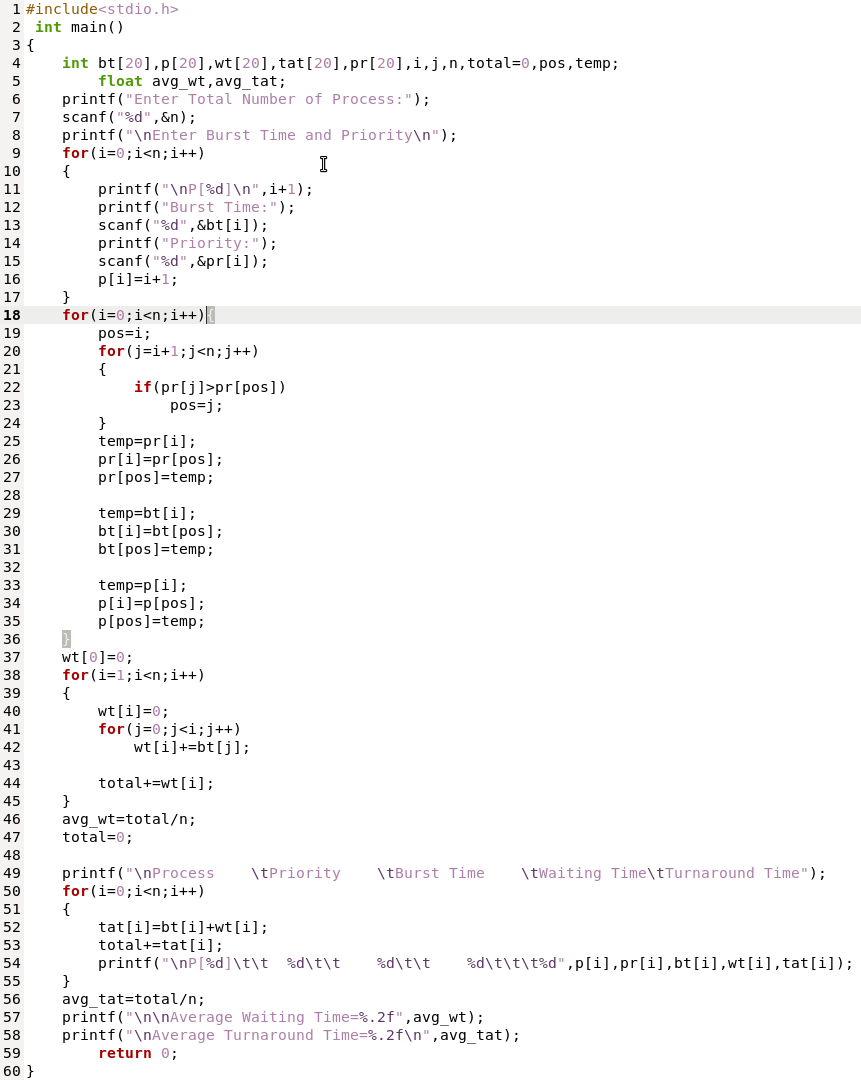 1 #include<stdio.h>
2  int main()
3 {
4     int bt[20],p[20],wt[20],tat[20],pr[20],i,j,n,total=0,pos,temp;
5         float avg_wt,avg_tat;
6     printf("Enter Total Number of Process:");
7     scanf("%d",&n);
8     printf("\nEnter Burst Time and Priority\n");
9     for(i=0;i<n;i++)
10     {
11         printf("\nP[%d]\n",i+1);
12         printf("Burst Time:");
13         scanf("%d",&bt[i]);
14         printf("Priority:");
15         scanf("%d",&pr[i]);
16         p[i]=i+1;
17     }
18     for(i=0;i<n;i++){
19         pos=i;
20         for(j=i+1;j<n;j++)
21         {
22             if(pr[j]>pr[pos])
23                 pos=j;
24         }
25         temp=pr[i];
26         pr[i]=pr[pos];
27         pr[pos]=temp;
28
29         temp=bt[i];
30         bt[i]=bt[pos];
31         bt[pos]=temp;
32
33         temp=p[i];
34         p[i]=p[pos];
35         p[pos]=temp;
36     }
37     wt[0]=0;
38     for(i=1;i<n;i++)
39     {
40         wt[i]=0;
41         for(j=0;j<i;j++)
42             wt[i]+=bt[j];
43
44         total+=wt[i];
45     }
46     avg_wt=total/n;
47     total=0;
48
49     printf("\nProcess    \tPriority    \tBurst Time    \tWaiting Time\tTurnaround Time");
50     for(i=0;i<n;i++)
51     {
52         tat[i]=bt[i]+wt[i];
53         total+=tat[i];
54         printf("\nP[%d]\t\t  %d\t\t    %d\t\t    %d\t\t\t%d",p[i],pr[i],bt[i],wt[i],tat[i]);
55     }
56     avg_tat=total/n;
57     printf("\n\nAverage Waiting Time=%.2f",avg_wt);
58     printf("\nAverage Turnaround Time=%.2f\n",avg_tat);
59         return 0;
60 }